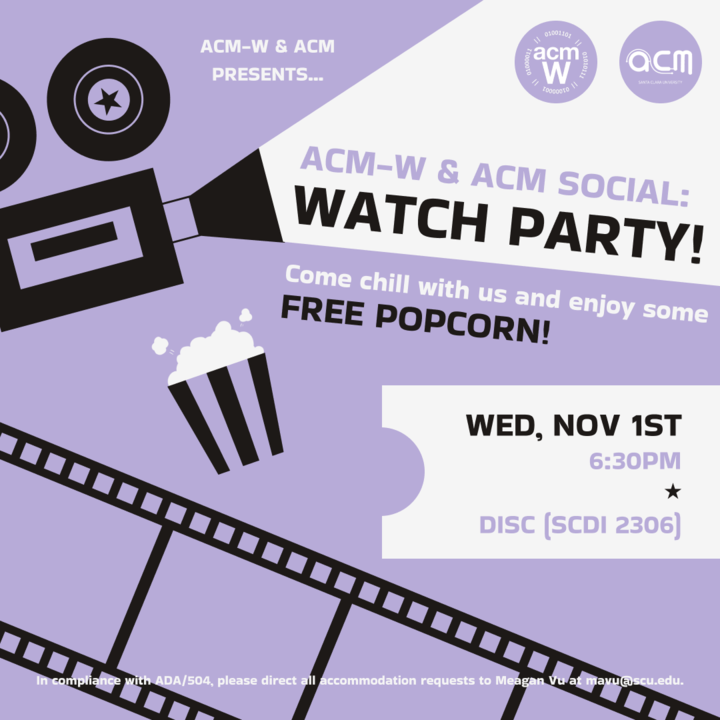 ACM-W & ACM
PRESENTS...
acm
W
01001101
acm
ACM-W & ACM SOCIAL:
WATCH PARTY!
Come chill with us and enjoy some
FREE POPCORN!
WED, NOV 1ST
6:30PM
DISC (SCDI 2306)
In compliance with ADA/504, please direct all accommodation requests to Meagan Vu at mavu@scu.edu.